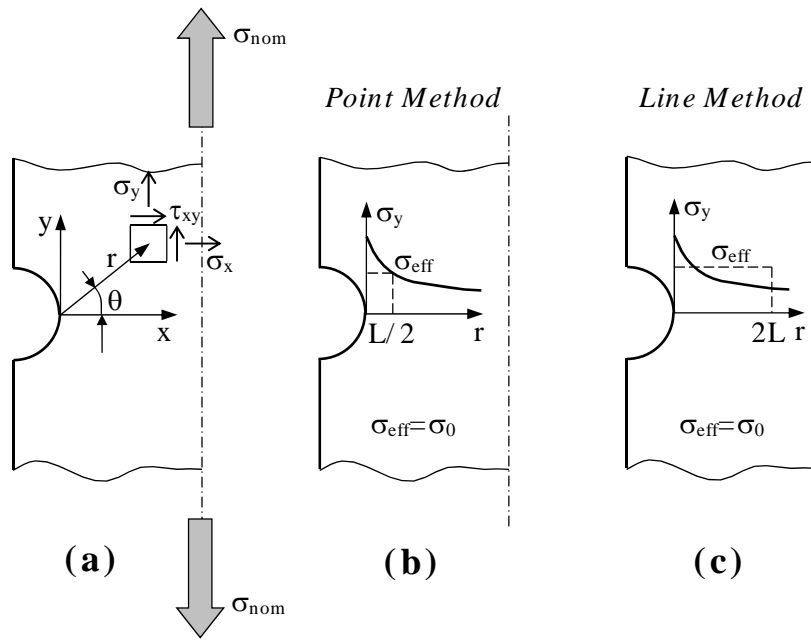 σnom
Point Method
Line Method
σy
τxy
y
r
σx
θ
x
σy
σeff
L/2
r
σeff=σ0
σy
σeff
2L r
σeff=σ0
(a)
(b)
(c)
σnom